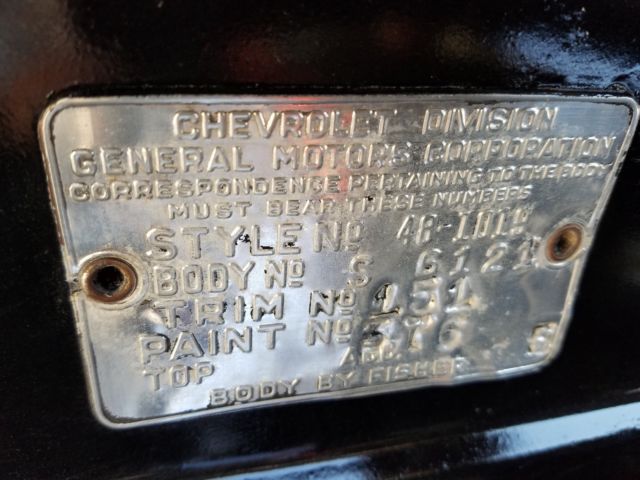 CHEVROLET DIVISION
GENERAL MOTORS CORPORATION
CORRESPONDENCE PERTAINING TO THE BODY
MUST BEAR THESE NUMBERS
STYLE Nº
BODY Nº S 6121
TRIM Nº 151
PAINT Nº
TOP ACC.
BODY BY FISHER